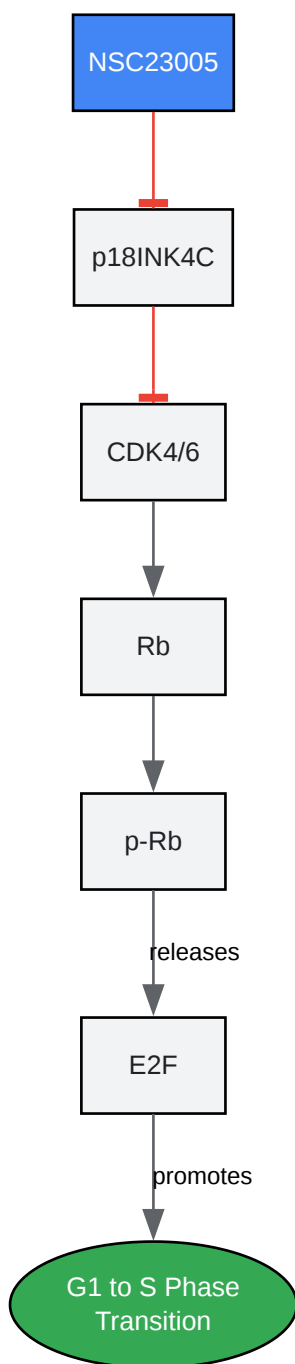 NSC23005
p18INK4C
CDK4/6
Rb
p-Rb
releases
E2F
promotes
G1 to S Phase
Transition